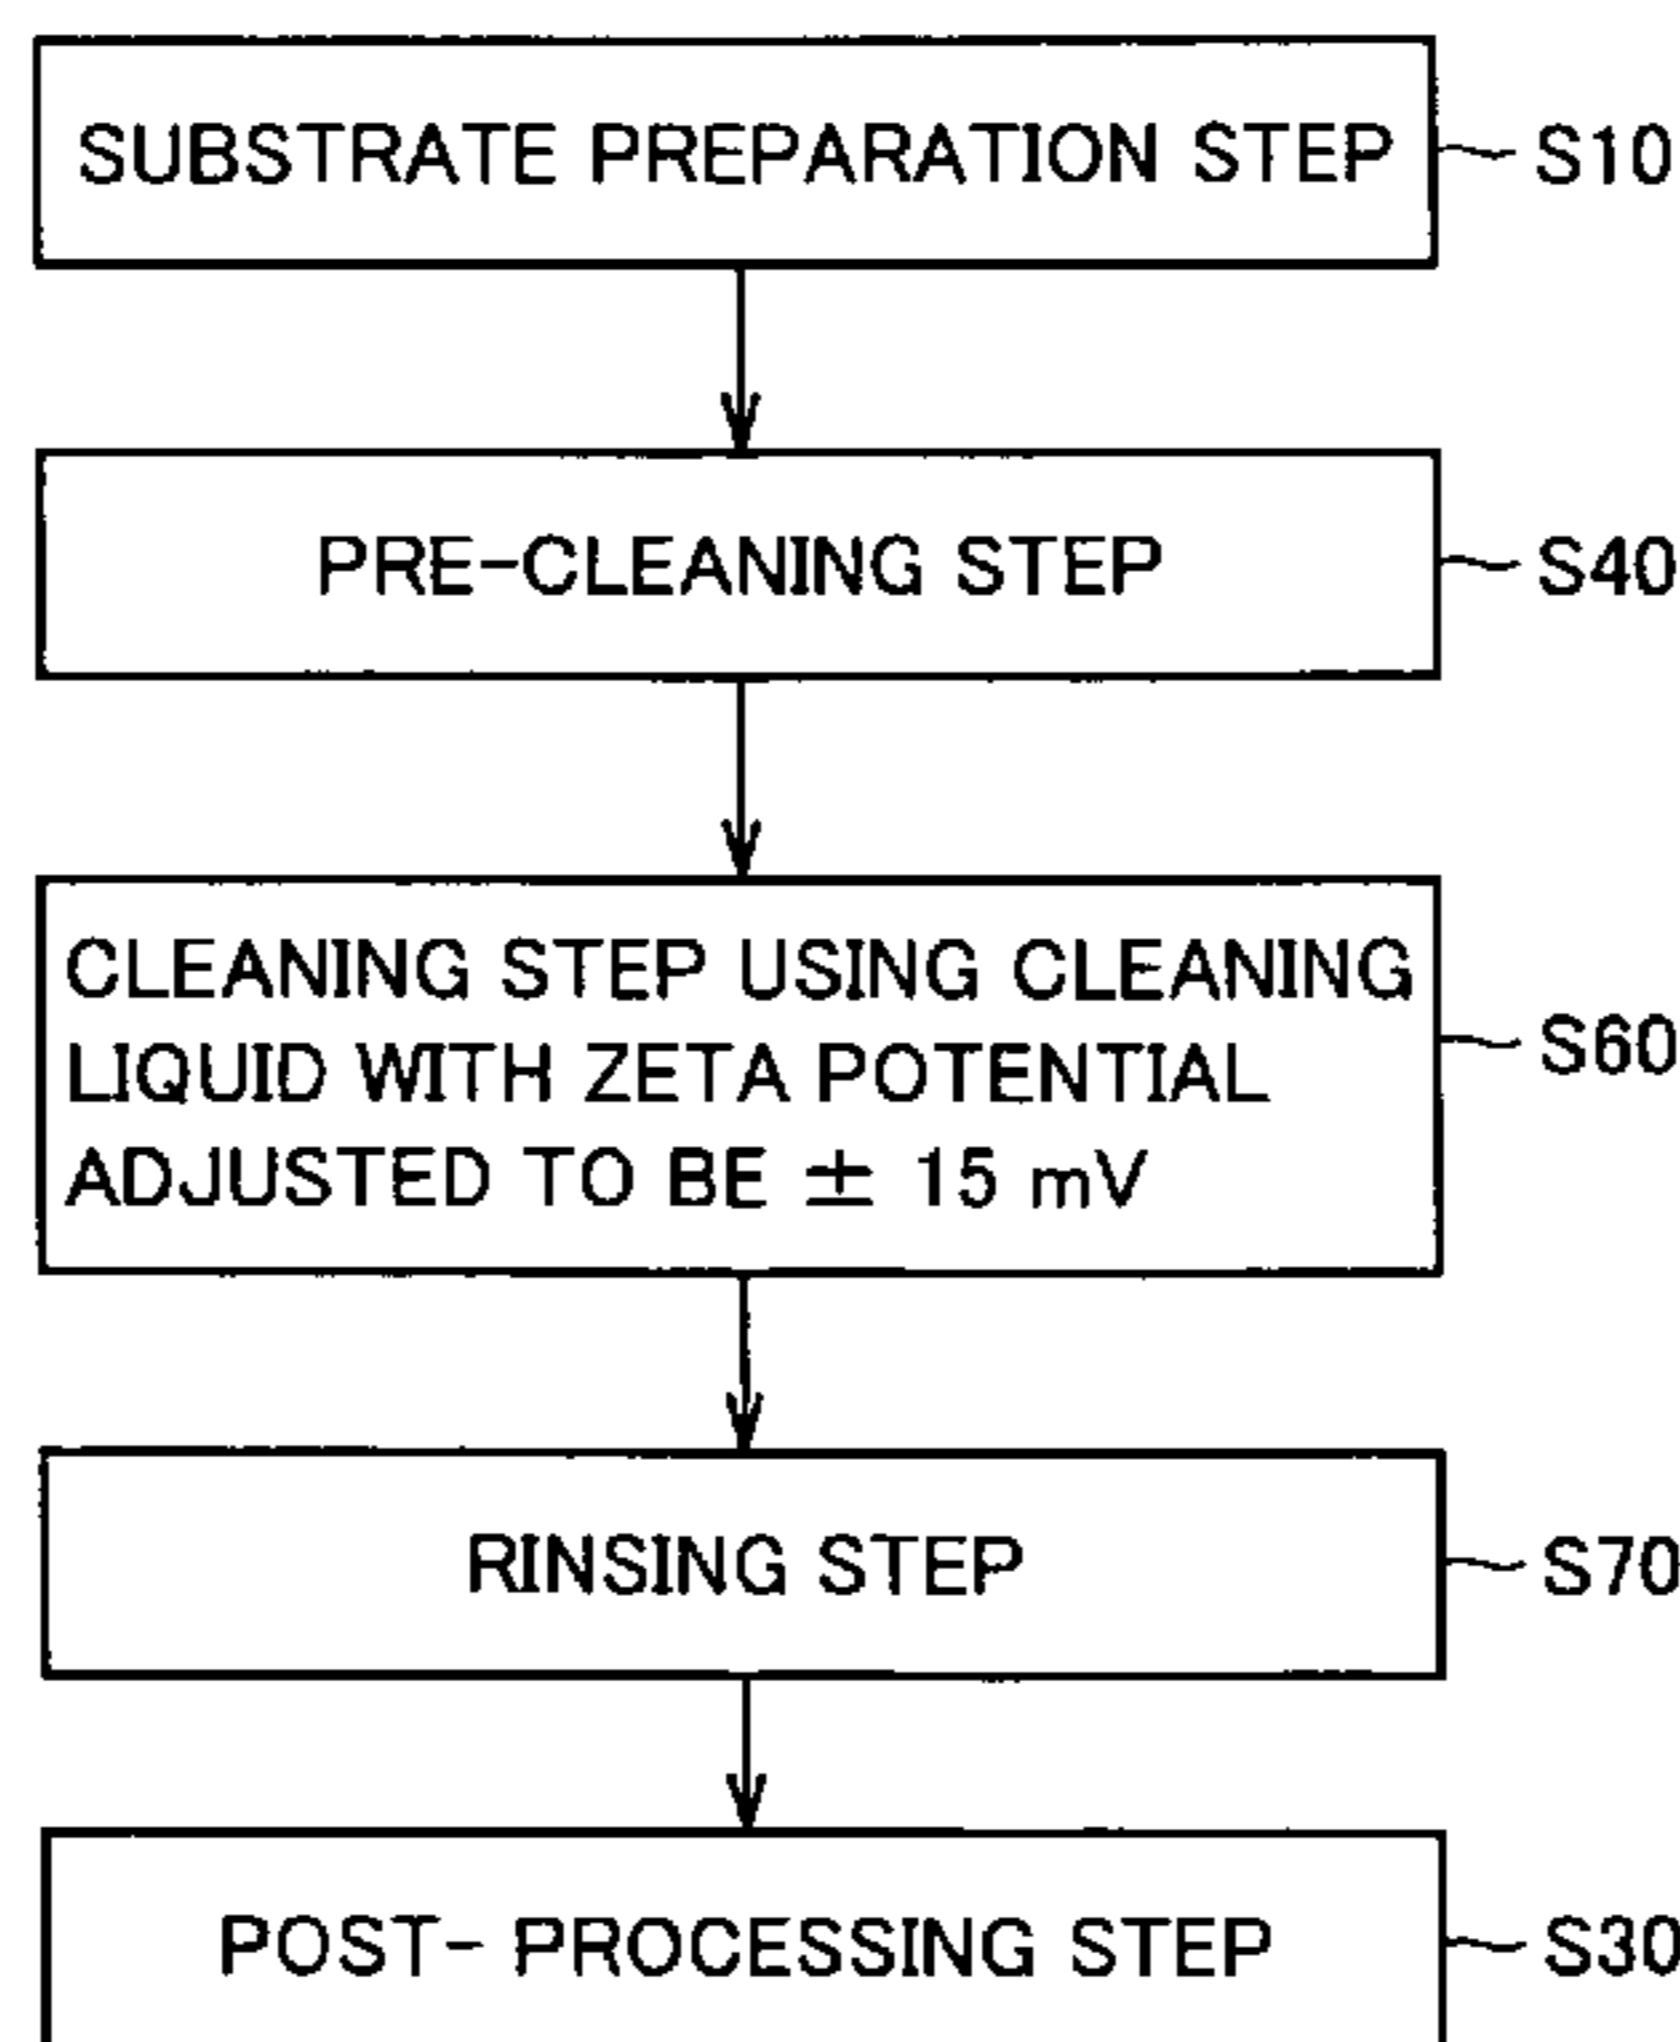 SUBSTRATE PREPARATION STEP S10
PRE-CLEANING STEP S40
CLEANING STEP USING CLEANING
LIQUID WITH ZETA POTENTIAL S60
ADJUSTED TO BE ± 15 mV
RINSING STEP S70
POST- PROCESSING STEP S30